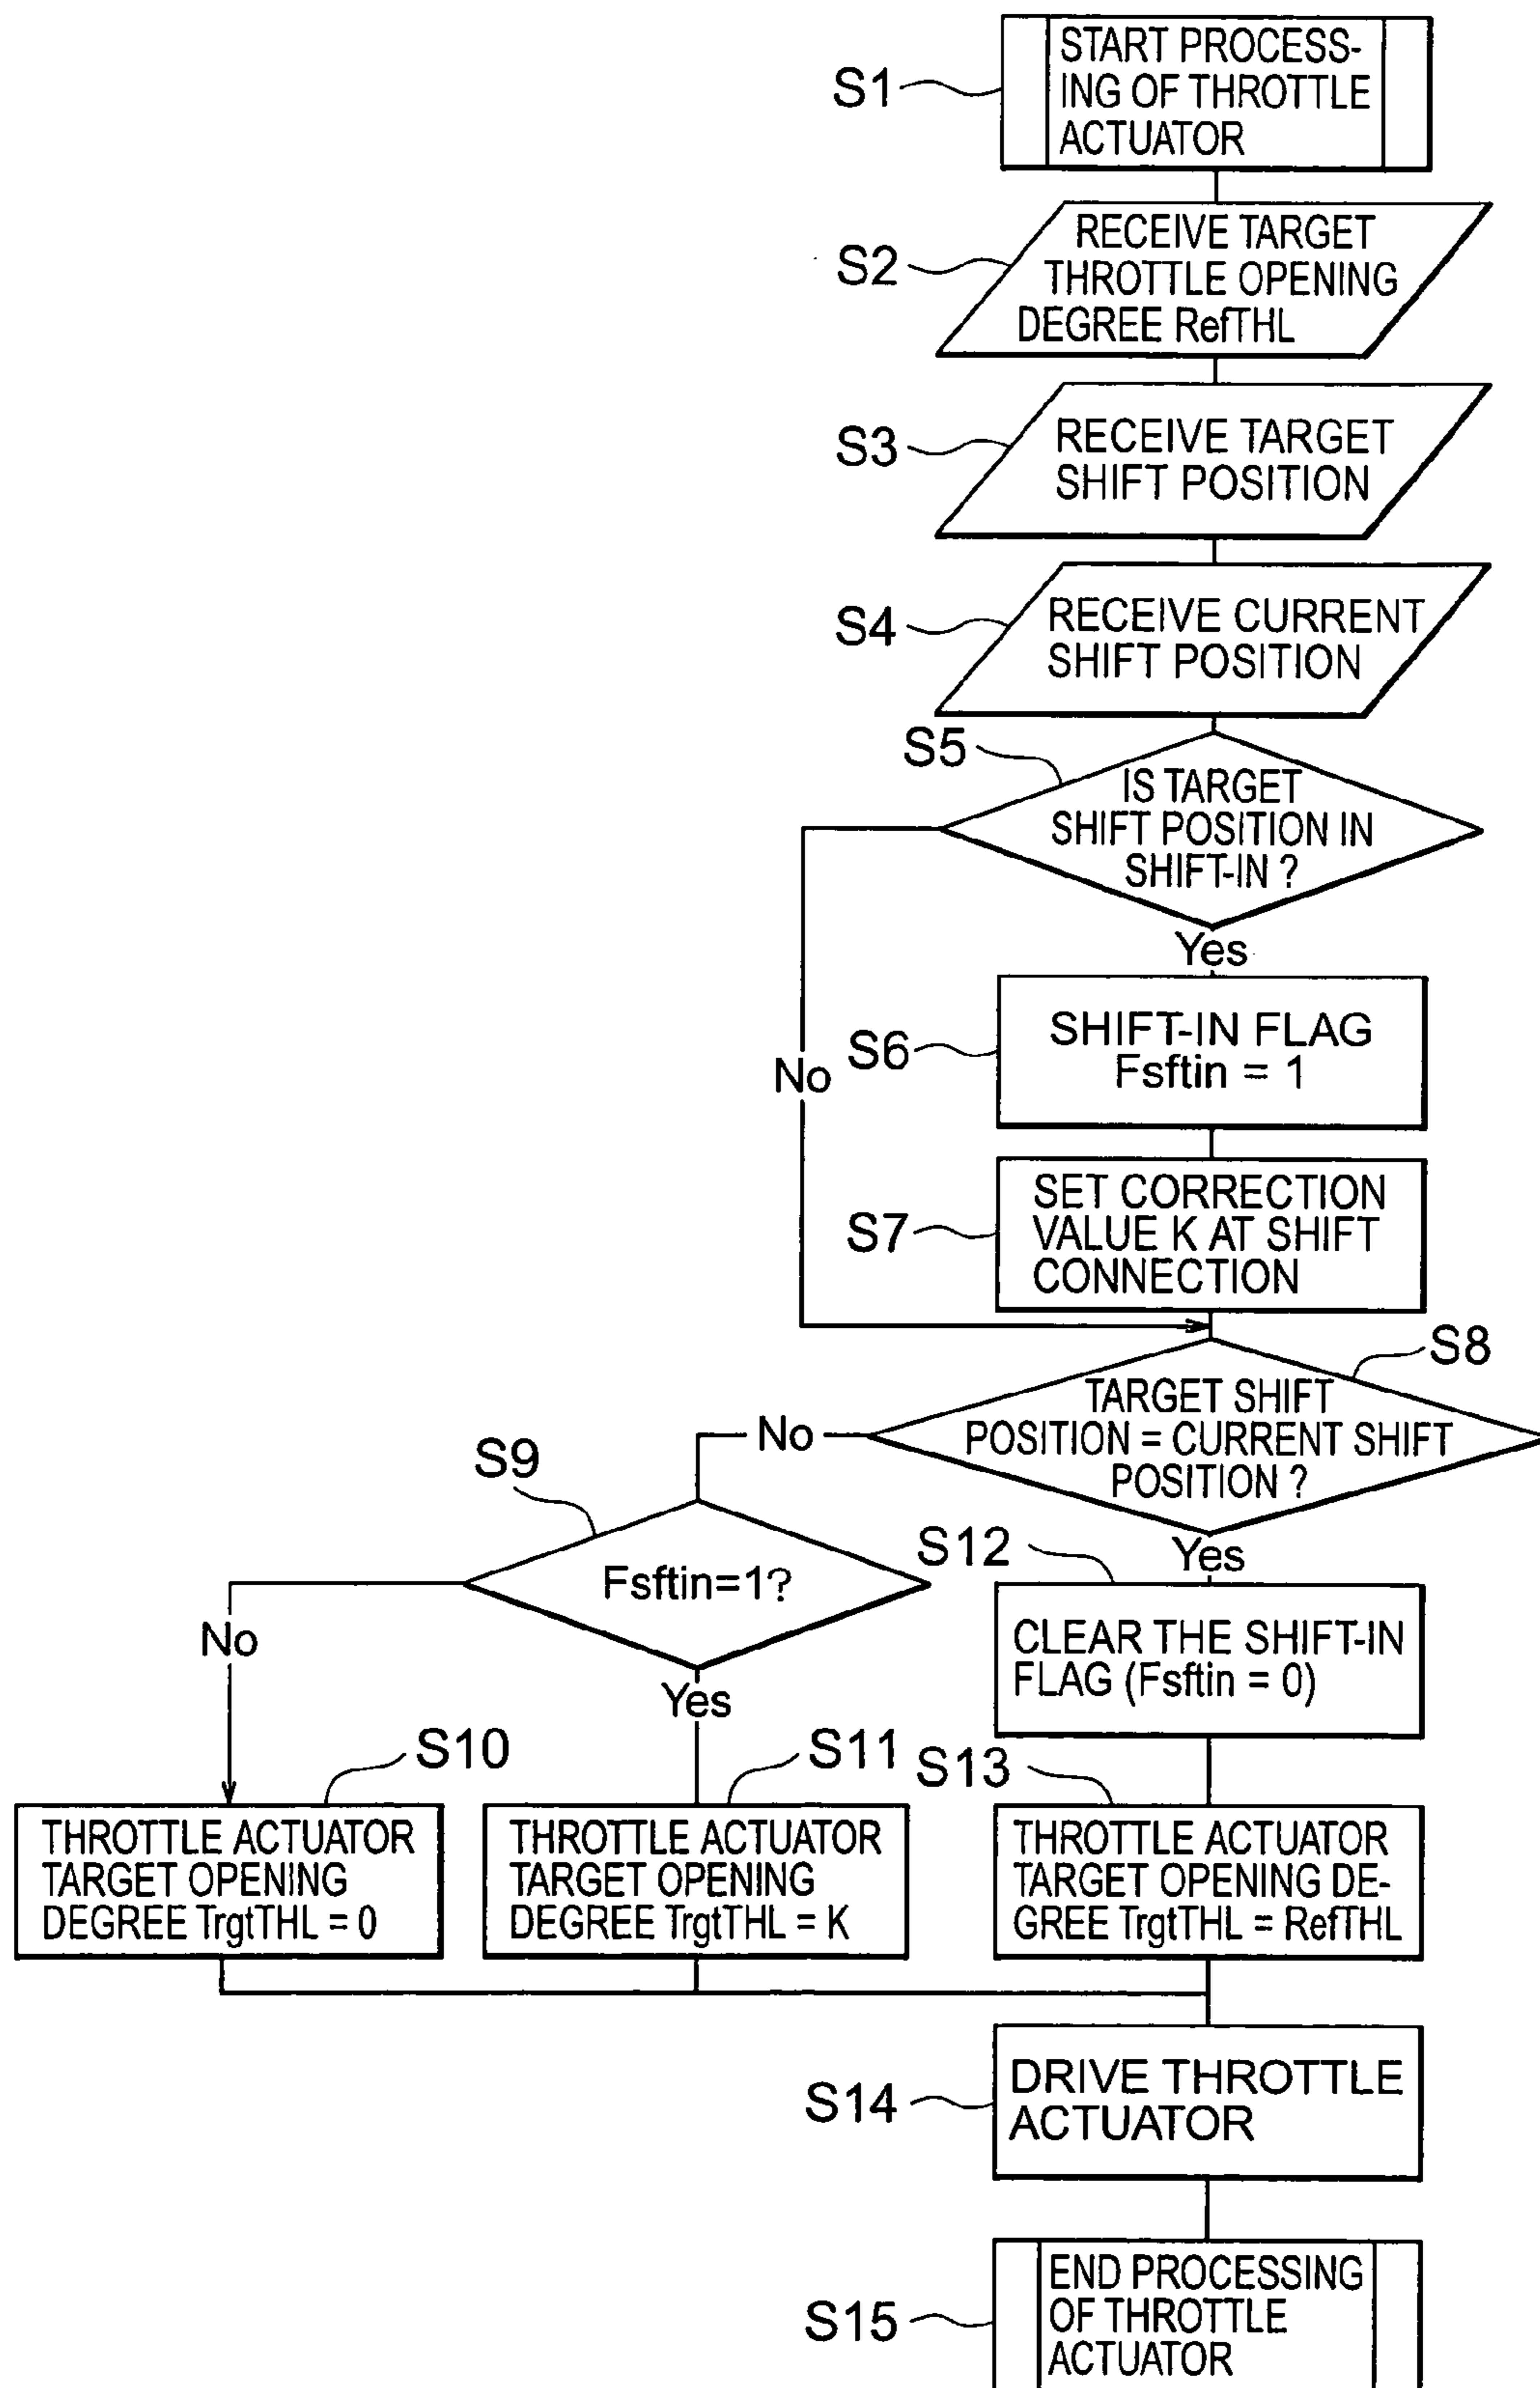 S1
START PROCESS-
ING OF THROTTLE
ACTUATOR
S2
RECEIVE TARGET
THROTTLE OPENING
DEGREE RefTHL
S3
RECEIVE TARGET
SHIFT POSITION
S4
RECEIVE CURRENT
SHIFT POSITION
S5
IS TARGET
SHIFT POSITION IN
SHIFT-IN ?
Yes
No
S6
SHIFT-IN FLAG
Fsftin = 1
S7
SET CORRECTION
VALUE K AT SHIFT
CONNECTION
S8
TARGET SHIFT
POSITION = CURRENT SHIFT
POSITION ?
No
Yes
S9
Fsftin=1?
No
Yes
S12
CLEAR THE SHIFT-IN
FLAG (Fsftin = 0)
S10
THROTTLE ACTUATOR
TARGET OPENING
DEGREE TrgtTHL = 0
S11
THROTTLE ACTUATOR
TARGET OPENING
DEGREE TrgtTHL = K
S13
THROTTLE ACTUATOR
TARGET OPENING DE-
GREE TrgtTHL = RefTHL
S14
DRIVE THROTTLE
ACTUATOR
S15
END PROCESSING
OF THROTTLE
ACTUATOR